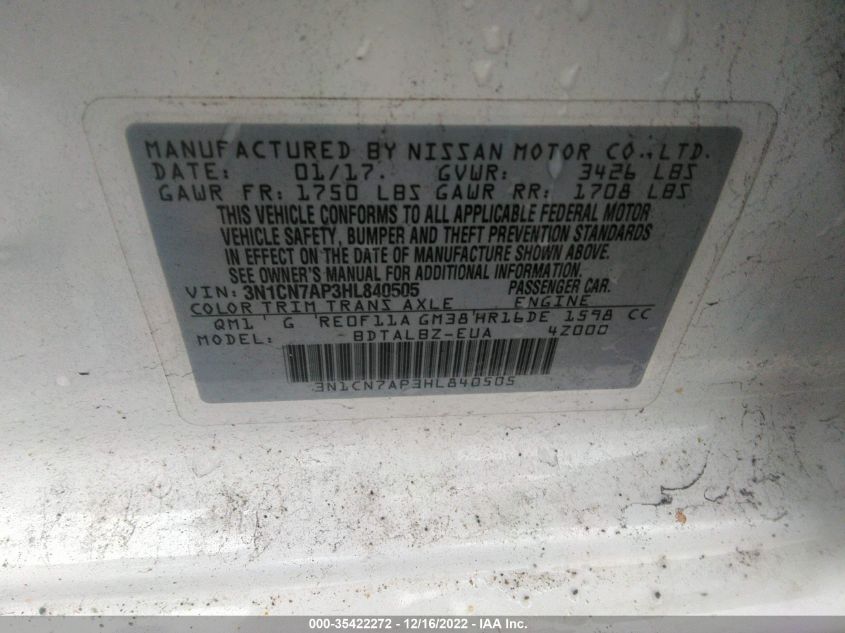 MANUFACTURED BY NISSAN MOTOR CO.,LTD.
DATE: 01/17. GVWR: 3426 LBS
GAWR FR: 1750 LBS GAWR RR: 1708 LBS
THIS VEHICLE CONFORMS TO ALL APPLICABLE FEDERAL MOTOR
VEHICLE SAFETY, BUMPER AND THEFT PREVENTION STANDARDS
IN EFFECT ON THE DATE OF MANUFACTURE SHOWN ABOVE.
SEE OWNER'S MANUAL FOR ADDITIONAL INFORMATION.
VIN: 3N1CN7AP3HL840505 PASSENGER CAR.
COLOR TRIM TRANS AXLE ENGINE
QM1 G RE0F11A GM38 HR16DE 1598 CC
MODEL: BDTALBZ-EUA 4Z000
3N1CN7AP3HL840505
000-35422272 - 12/16/2022 - IAA Inc.